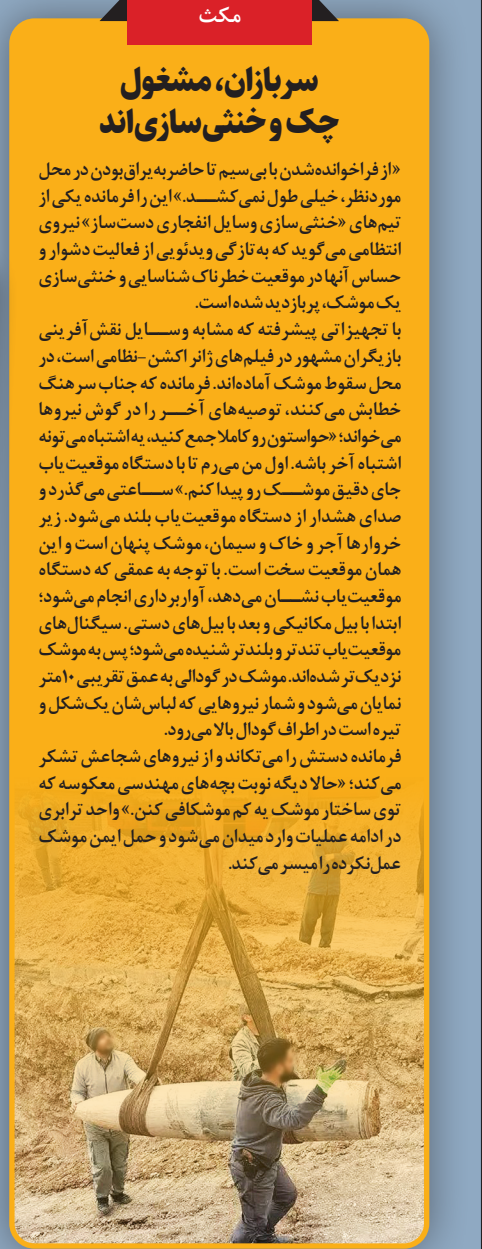 مکث
سربازان، مشغول
چک و خنثی‌سازی‌اند
«از فراخوانده‌شدن با بی‌سیم تا حاضر به یراق‌بودن در محل
موردنظر، خیلی طول نمی‌کشد.» این را فرمانده یکی از
تیم‌های «خنثی‌سازی وسایل انفجاری دست‌ساز» نیروی
انتظامی می‌گوید که به تازگی ویدئویی از فعالیت دشوار و
حساس آنها در موقعیت خطرناک شناسایی و خنثی‌سازی
یک موشک، پربازدید شده است.
با تجهیزاتی پیشرفته که مشابه وسایل نقش‌آفرینی
بازیگران مشهور در فیلم‌های ژانر اکشن-نظامی است، در
محل سقوط موشک آماده‌اند. فرمانده که جناب سرهنگ
خطابش می‌کنند، توصیه‌های آخر را در گوش نیروها
می‌خواند؛ «حواستون رو کاملا جمع کنید، یه اشتباه می‌تونه
اشتباه آخر باشه. اول من می‌رم تا با دستگاه موقعیت‌یاب
جای دقیق موشک رو پیدا کنم.» ساعتی می‌گذرد و
صدای هشدار از دستگاه موقعیت‌یاب بلند می‌شود. زیر
خروارها آجر و خاک و سیمان، موشک پنهان است و این
همان موقعیت سخت است. با توجه به عمقی که دستگاه
موقعیت‌یاب نشان می‌دهد، آواربرداری انجام می‌شود؛
ابتدا با بیل مکانیکی و بعد با بیل‌های دستی. سیگنال‌های
موقعیت‌یاب تندتر و بلندتر شنیده می‌شود؛ پس به موشک
نزدیک‌تر شده‌اند. موشک در گودالی به عمق تقریبی ۱۰متر
نمایان می‌شود و شمار نیروهایی که لباس‌شان یک‌شکل و
تیره است در اطراف گودال بالا می‌رود.
فرمانده دستش را می‌تکاند و از نیروهای شجاعش تشکر
می‌کند؛ «حالا دیگه نوبت بچه‌های مهندسی معکوسه که
توی ساختار موشک یه کم موشکافی کنن.» واحد ترابری
در ادامه عملیات وارد میدان می‌شود و حمل ایمن موشک
عمل‌نکرده را میسر می‌کند.